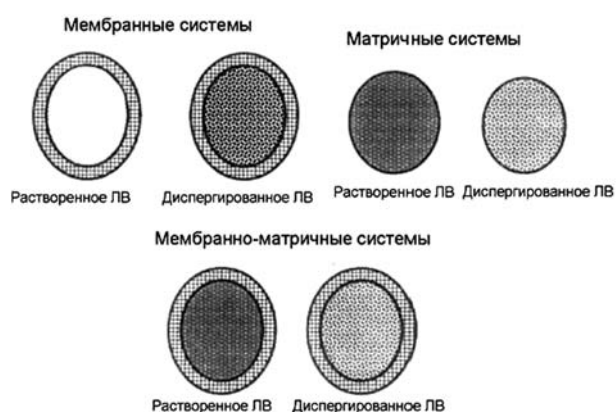 Мембранные системы
Матричные системы
Растворенное ЛВ
Диспергированное ЛВ
Растворенное ЛВ
Диспергированное ЛВ
Мембранно-матричные системы
Растворенное ЛВ
Диспергированное ЛВ